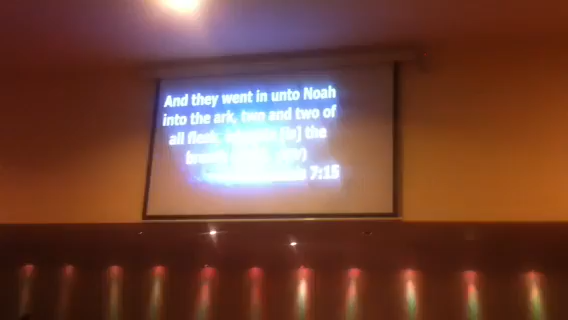 And they went in unto Noah
into the ark, two and two of
all flesh, [is] the
7:15